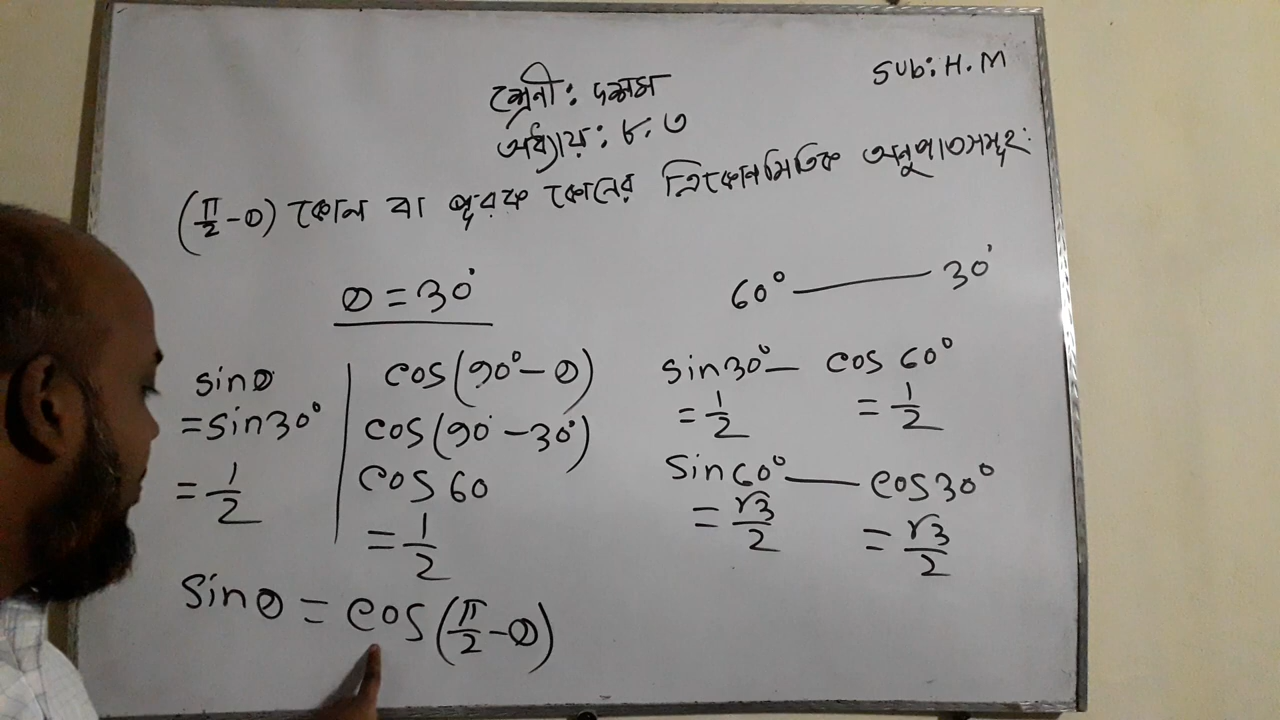 Sub: H.M
শ্রেনী: দশম
অধ্যায়: ৮.৩
(π/2 - θ) কোন বা পূরক কোনের ত্রিকোনমিতিক অনুপাতসমূহ:
θ = 30°
60° — 30°
sinθ
= sin30°
= 1/2
cos(90° - θ)
cos(90° - 30°)
cos 60
= 1/2
sin30° — cos 60°
= 1/2 = 1/2
Sin60° — cos30°
= √3/2 = √3/2
Sinθ = cos(π/2 - θ)